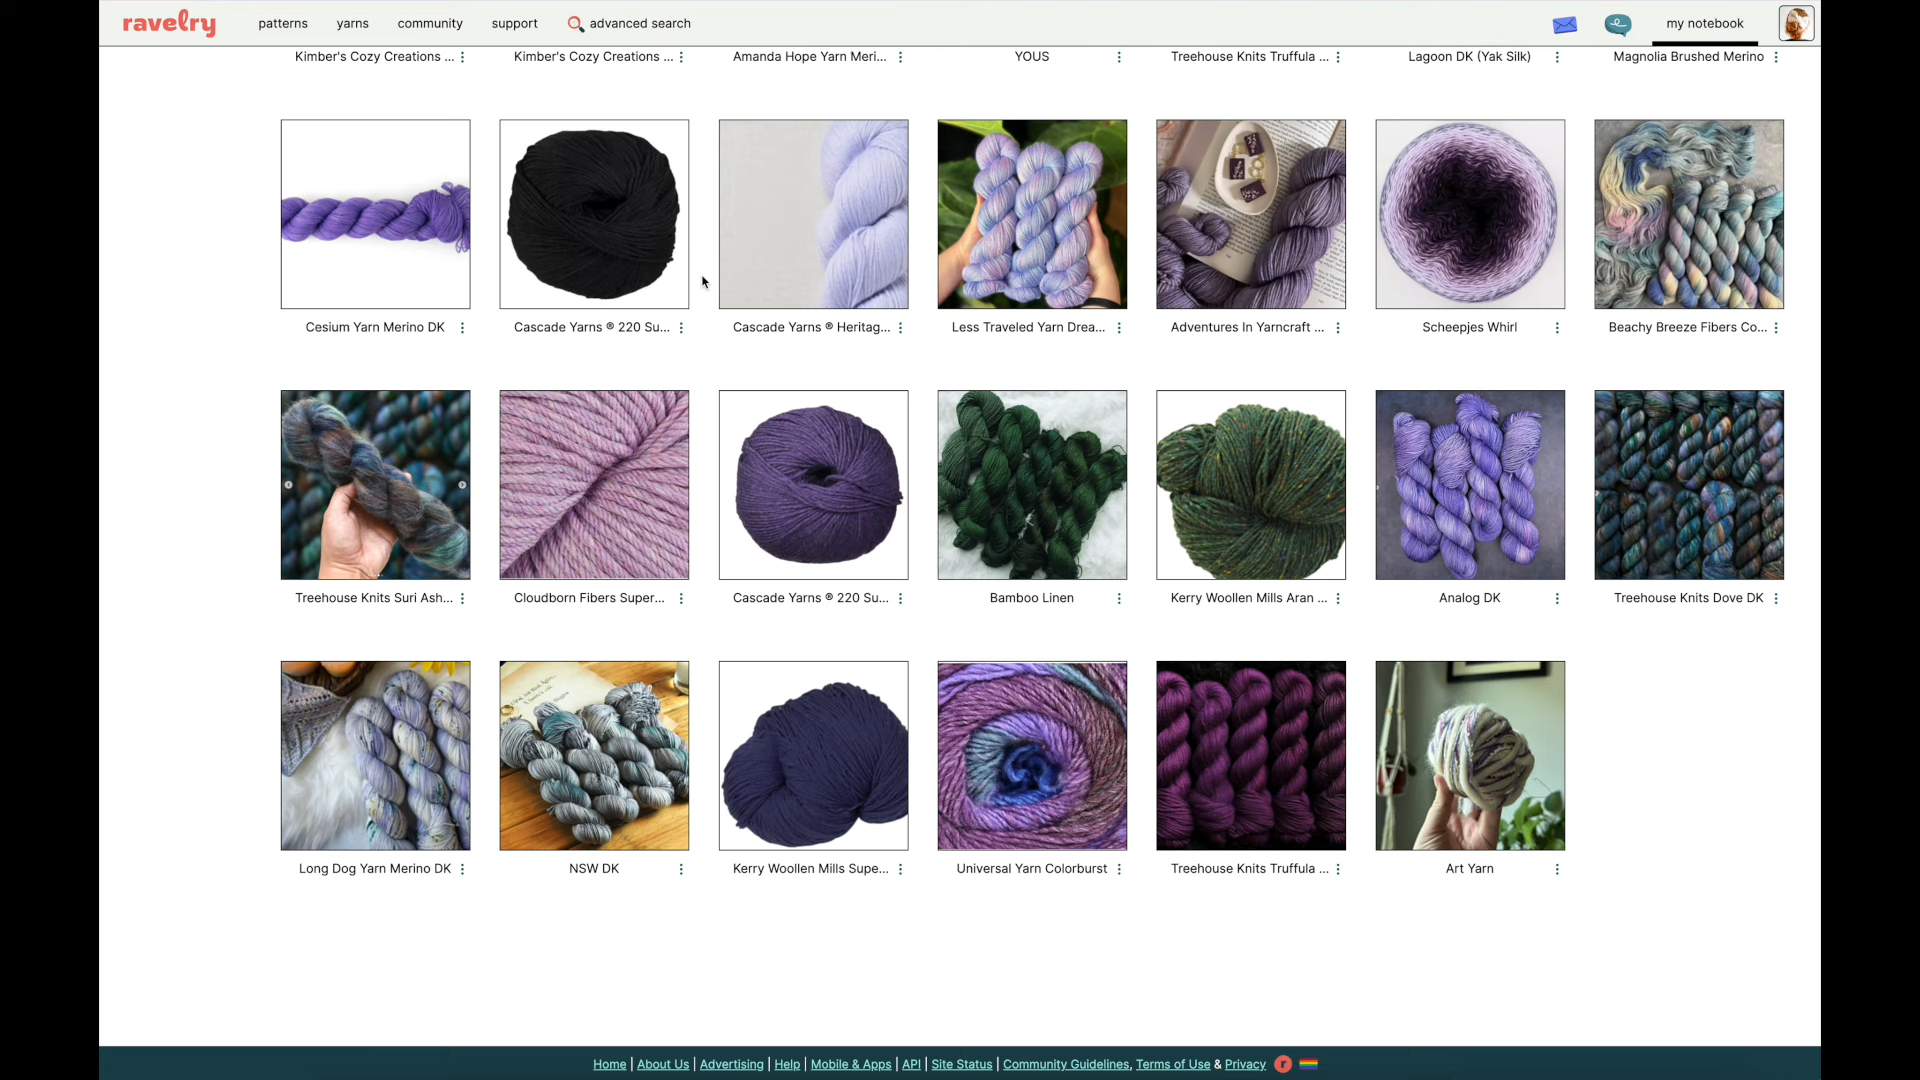 ravelry patterns yarns community support advanced search my notebook
Kimber's Cozy Creations ... Kimber's Cozy Creations ... Amanda Hope Yarn Meri... YOUS Treehouse Knits Truffula ... Lagoon DK (Yak Silk) Magnolia Brushed Merino
Cesium Yarn Merino DK Cascade Yarns ® 220 Su... Cascade Yarns ® Heritag... Less Traveled Yarn Drea... Adventures In Yarncraft ... Scheepjes Whirl Beachy Breeze Fibers Co...
Treehouse Knits Suri Ash... Cloudborn Fibers Super... Cascade Yarns ® 220 Su... Bamboo Linen Kerry Woollen Mills Aran ... Analog DK Treehouse Knits Dove DK
Long Dog Yarn Merino DK NSW DK Kerry Woollen Mills Supe... Universal Yarn Colorburst Treehouse Knits Truffula ... Art Yarn
Home | About Us | Advertising | Help | Mobile & Apps | API | Site Status | Community Guidelines, Terms of Use & Privacy r